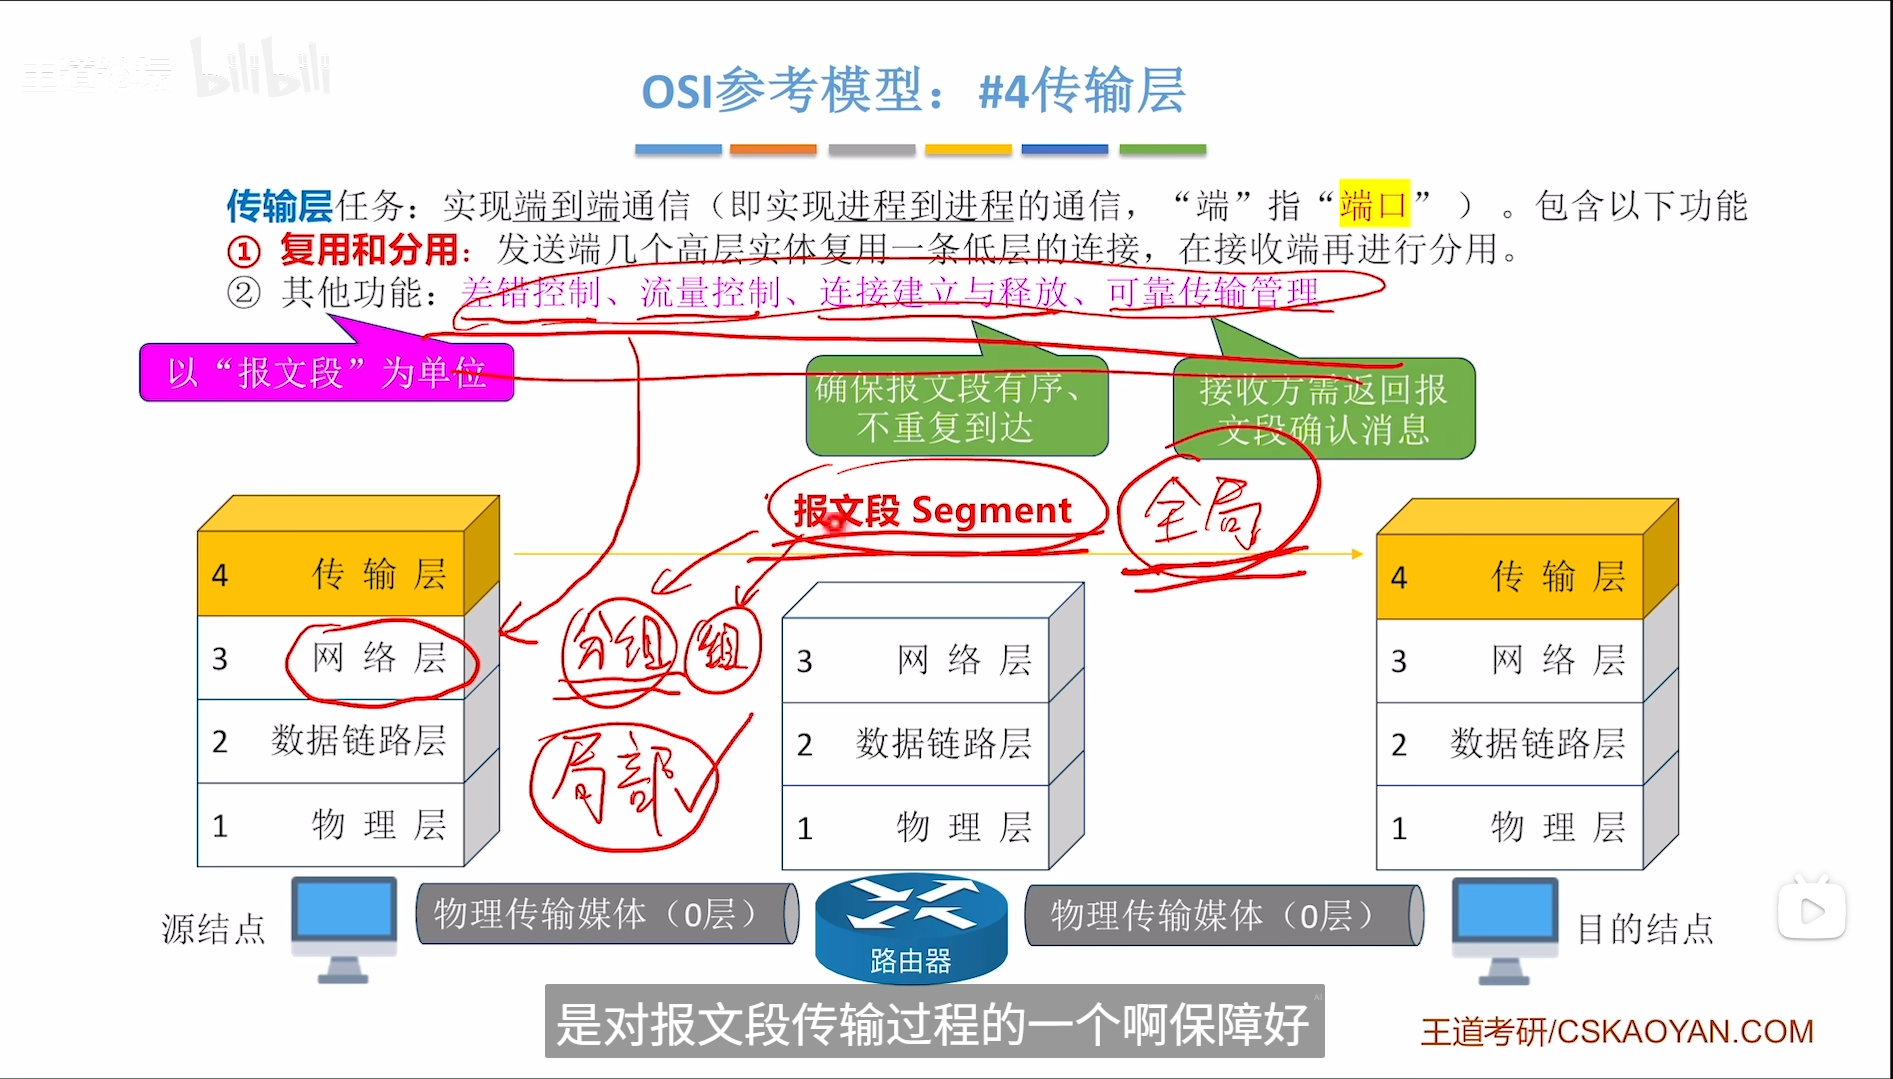 bilibili
OSI参考模型：#4传输层
传输层任务：实现端到端通信（即实现进程到进程的通信，“端”指“端口”）。包含以下功能
① 复用和分用：发送端几个高层实体复用一条低层的连接，在接收端再进行分用。
② 其他功能：差错控制、流量控制、连接建立与释放、可靠传输管理
以“报文段”为单位
确保报文段有序、
不重复到达
接收方需返回报
文段确认消息
报文段 Segment
全局
分组 组
局部
4 传输层
3 网络层
2 数据链路层
1 物理层
3 网络层
2 数据链路层
1 物理层
4 传输层
3 网络层
2 数据链路层
1 物理层
源结点
物理传输媒体（0层）
路由器
物理传输媒体（0层）
目的结点
是对报文段传输过程的一个啊保障好
王道考研/CSKAOYAN.COM